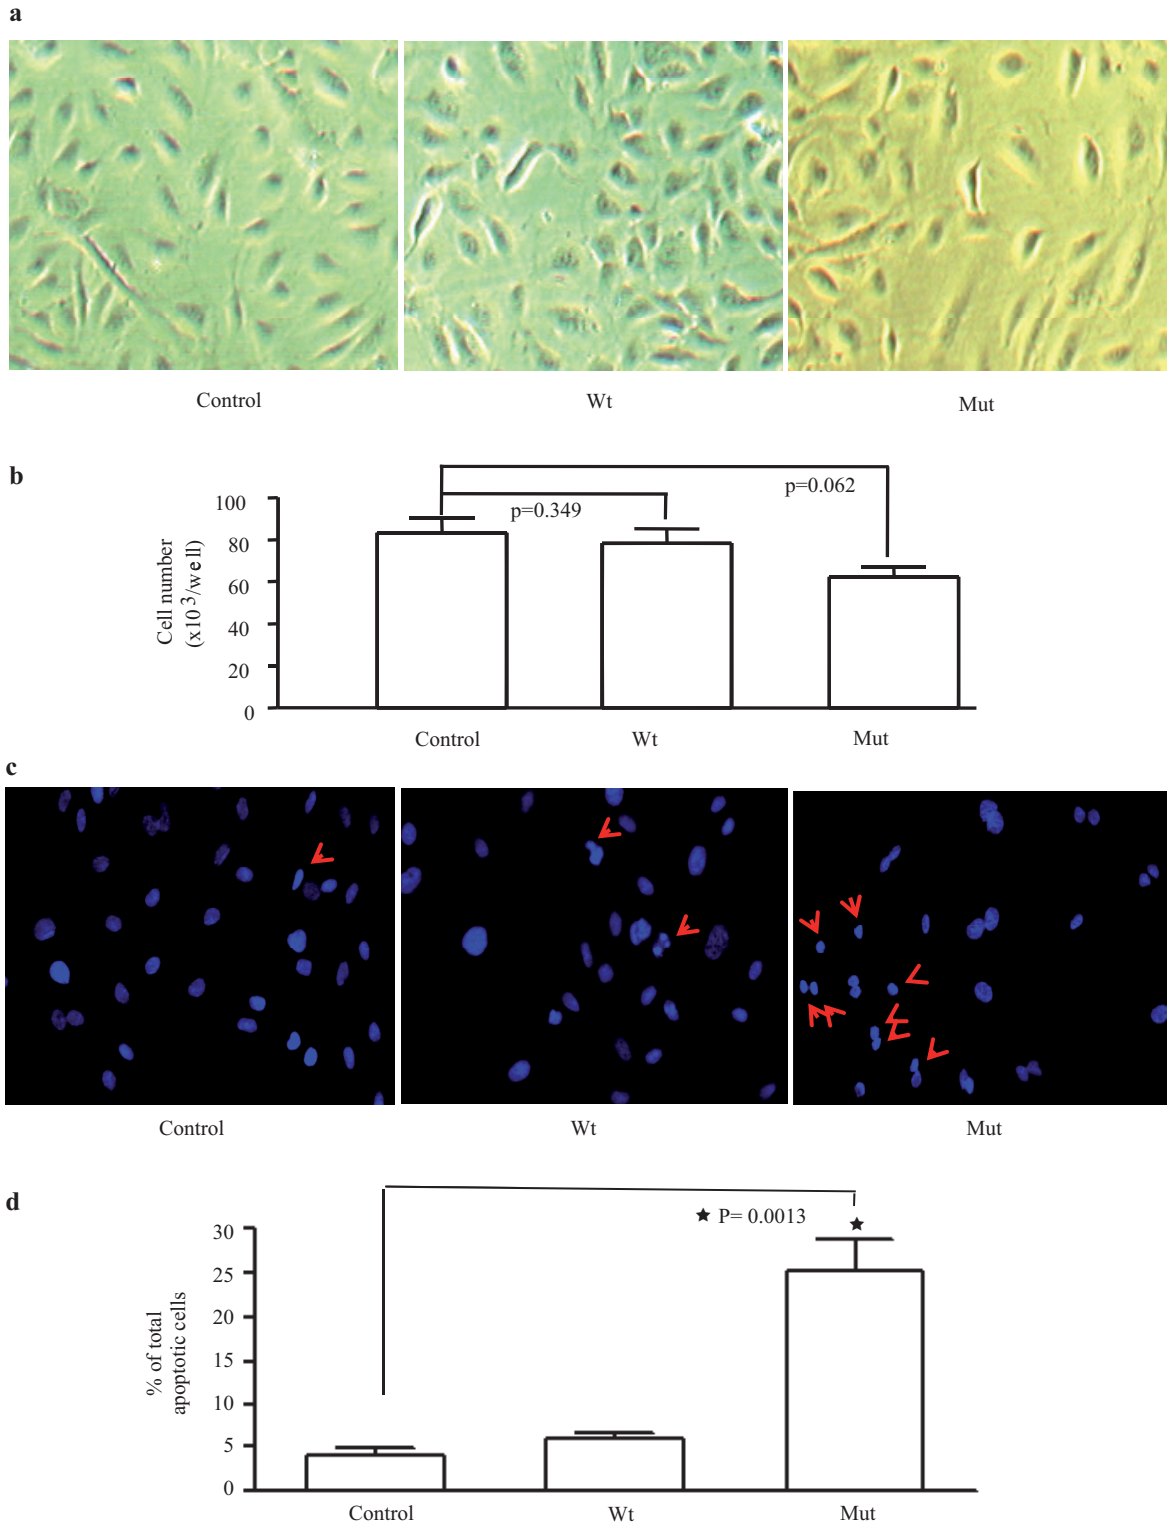 a
Control
Wt
Mut
b
Cell number
(x10³/well)
100
80
60
40
20
0
p=0.349
p=0.062
Control
Wt
Mut
c
Control
Wt
Mut
d
% of total
apoptotic cells
30
25
20
15
10
5
0
★ P= 0.0013
★
Control
Wt
Mut